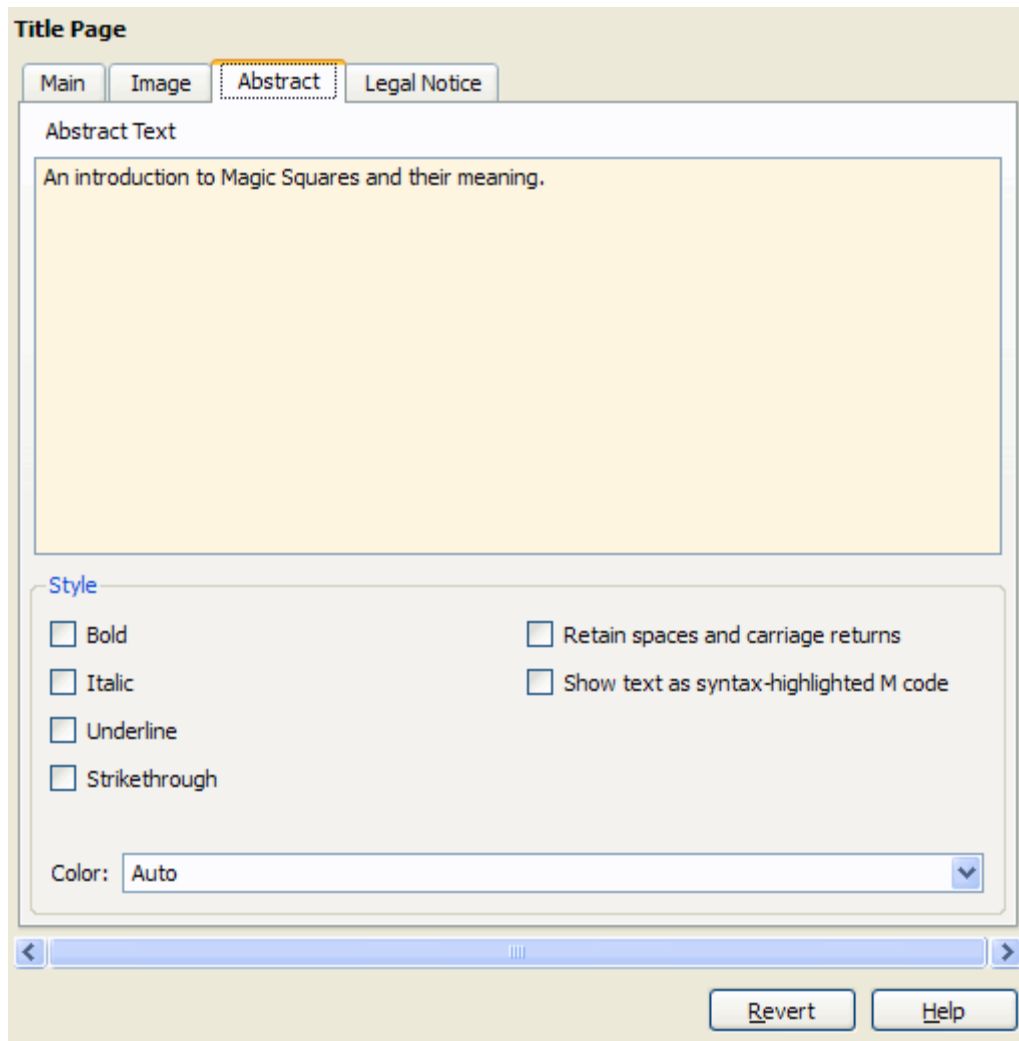 Title Page
Main Image Abstract Legal Notice
Abstract Text
An introduction to Magic Squares and their meaning.
Style
Bold Retain spaces and carriage returns
Italic Show text as syntax-highlighted M code
Underline
Strikethrough
Color: Auto
Revert Help